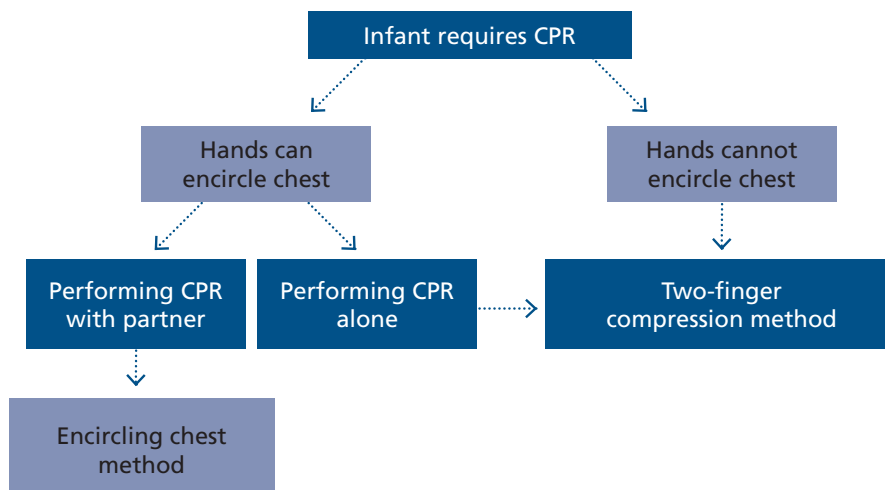 Infant requires CPR
Hands can
encircle chest
Hands cannot
encircle chest
Performing CPR
with partner
Performing CPR
alone
Two-finger
compression method
Encircling chest
method